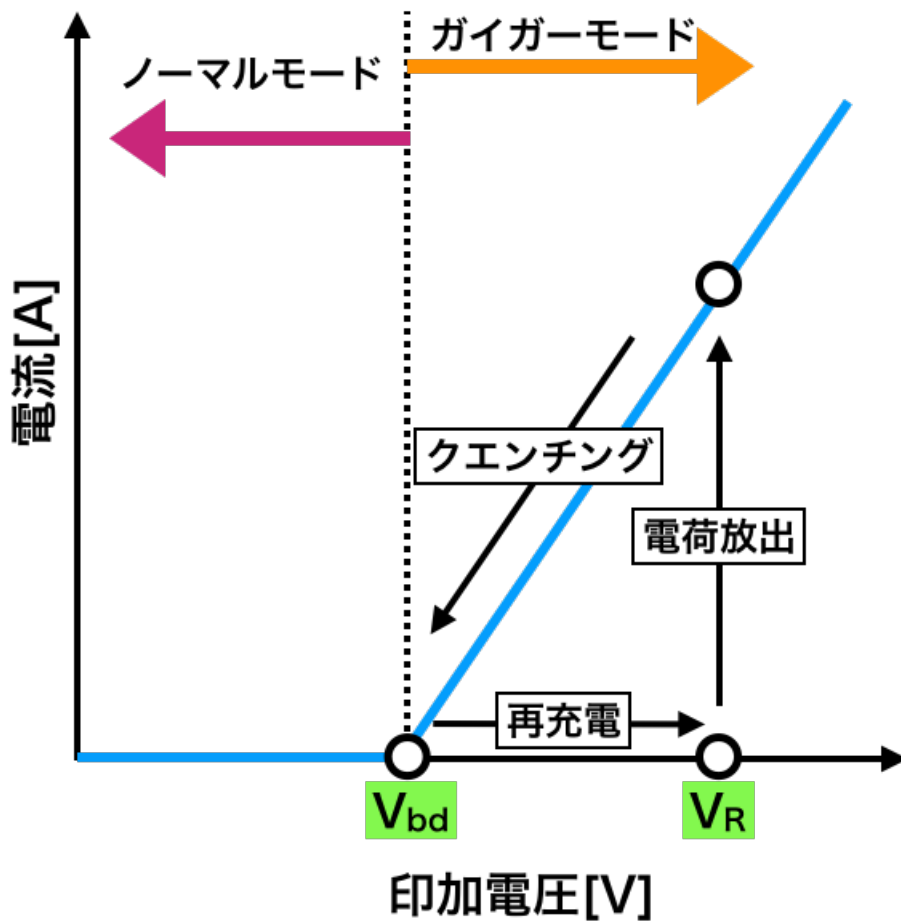 ガイガーモード
ノーマルモード
電流[A]
クエンチング
電荷放出
再充電
Vbd
VR
印加電圧[V]